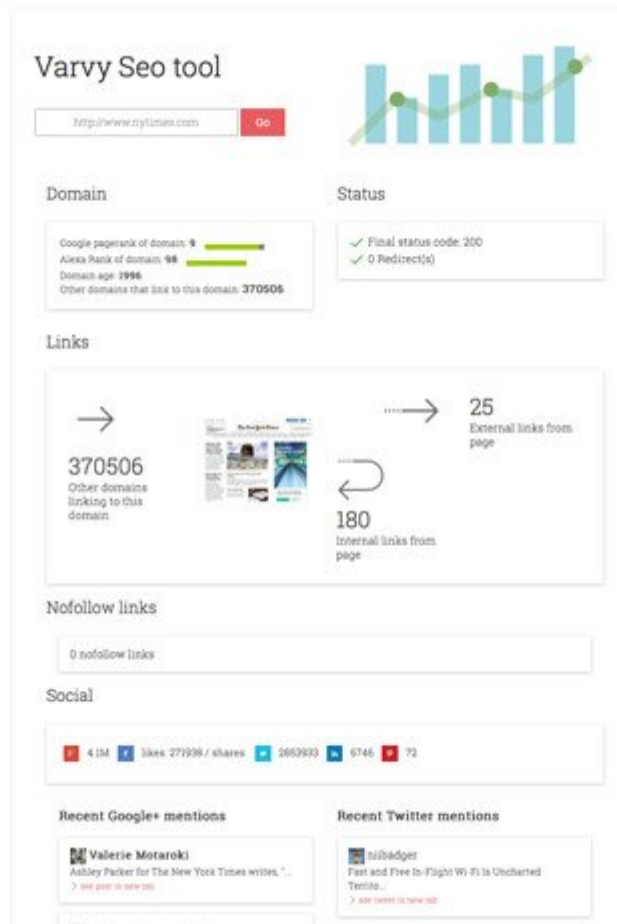 Varvy Seo tool
http://www.nytimes.com
Go
Domain
Google pagerank of domain: 9
Alexa Rank of domain: 98
Domain age: 1996
Other domains that link to this domain: 370506
Status
Final status code: 200
0 Redirect(s)
Links
370506
Other domains
linking to this
domain
25
External links from
page
180
Internal links from
page
Nofollow links
0 nofollow links
Social
4.1M
likes: 271938 / shares:
2853933
5746
72
Recent Google+ mentions
Valerie Motaroki
Ashley Parker for The New York Times writes, "...
> see post in new tab
Recent Twitter mentions
niibadger
Fast and Free In-Flight Wi-Fi Is Uncharted
Territo...
> see tweet in new tab